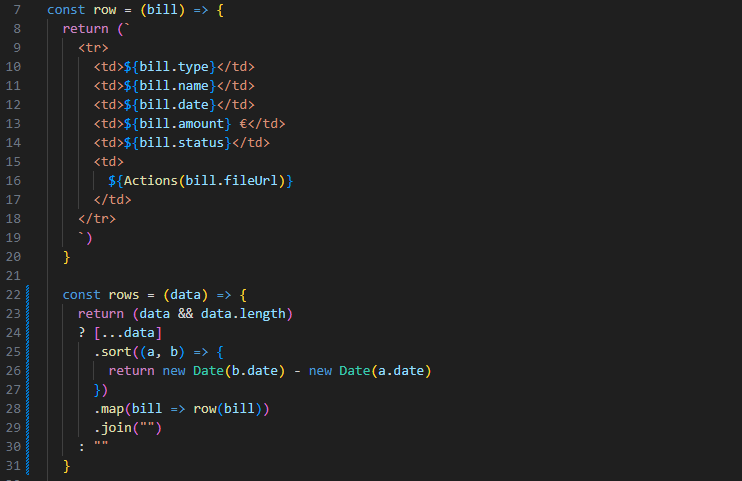 7 const row = (bill) => {
8   return (`
9     <tr>
10       <td>${bill.type}</td>
11       <td>${bill.name}</td>
12       <td>${bill.date}</td>
13       <td>${bill.amount} €</td>
14       <td>${bill.status}</td>
15       <td>
16         ${Actions(bill.fileUrl)}
17       </td>
18     </tr>
19     `)
20   }
21
22   const rows = (data) => {
23     return (data && data.length)
24     ? [...data]
25       .sort((a, b) => {
26         return new Date(b.date) - new Date(a.date)
27       })
28       .map(bill => row(bill))
29       .join("")
30     : ""
31   }